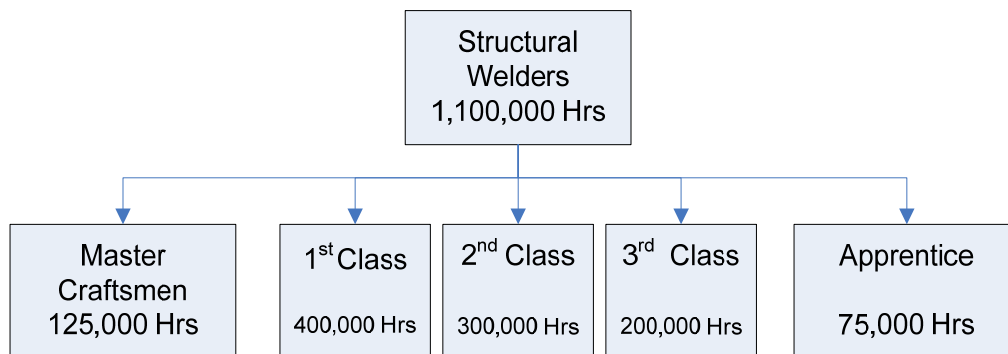 Structural
Welders
1,100,000 Hrs
Master
Craftsmen
125,000 Hrs
1st Class
400,000 Hrs
2nd Class
300,000 Hrs
3rd Class
200,000 Hrs
Apprentice
75,000 Hrs